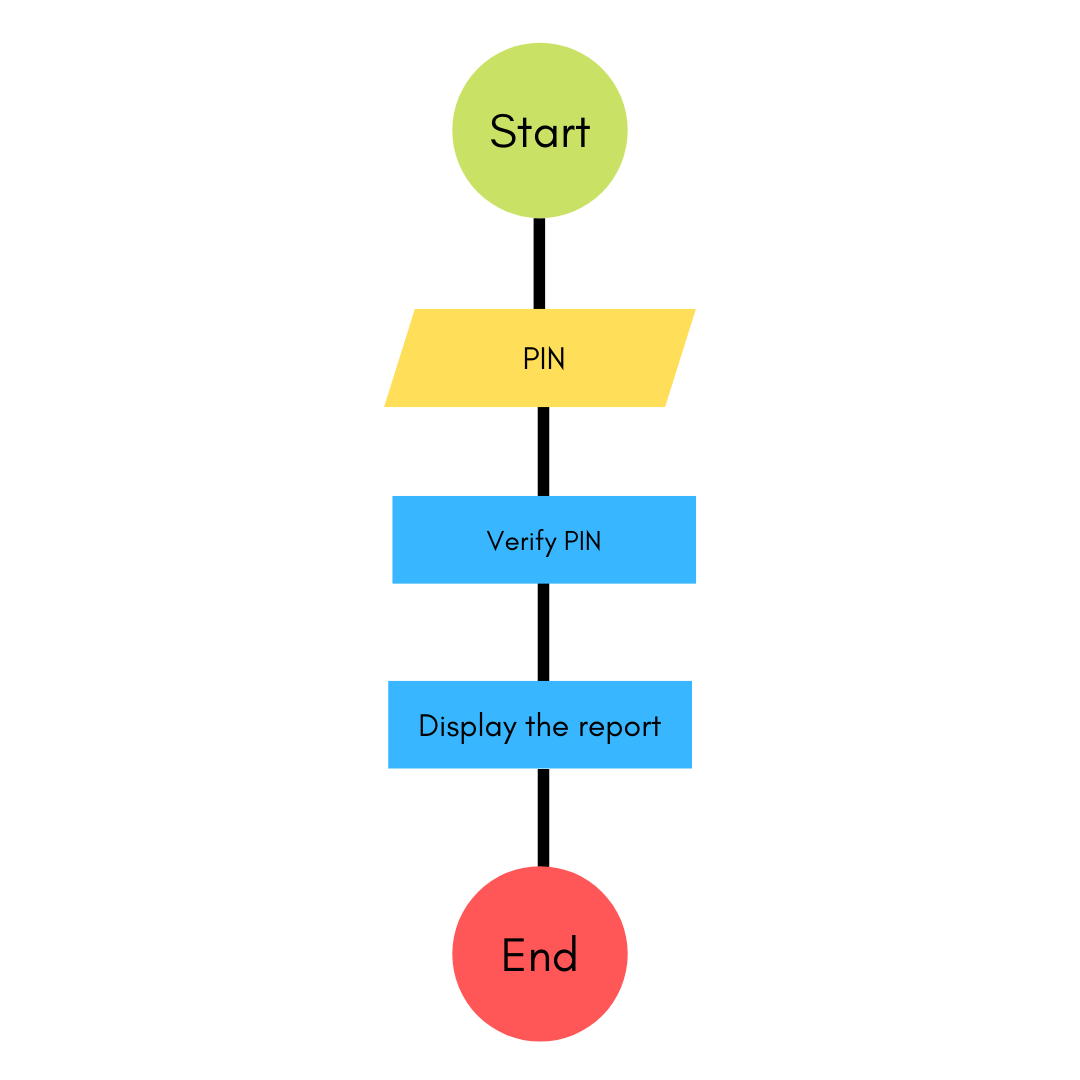 Start
PIN
Verify PIN
Display the report
End